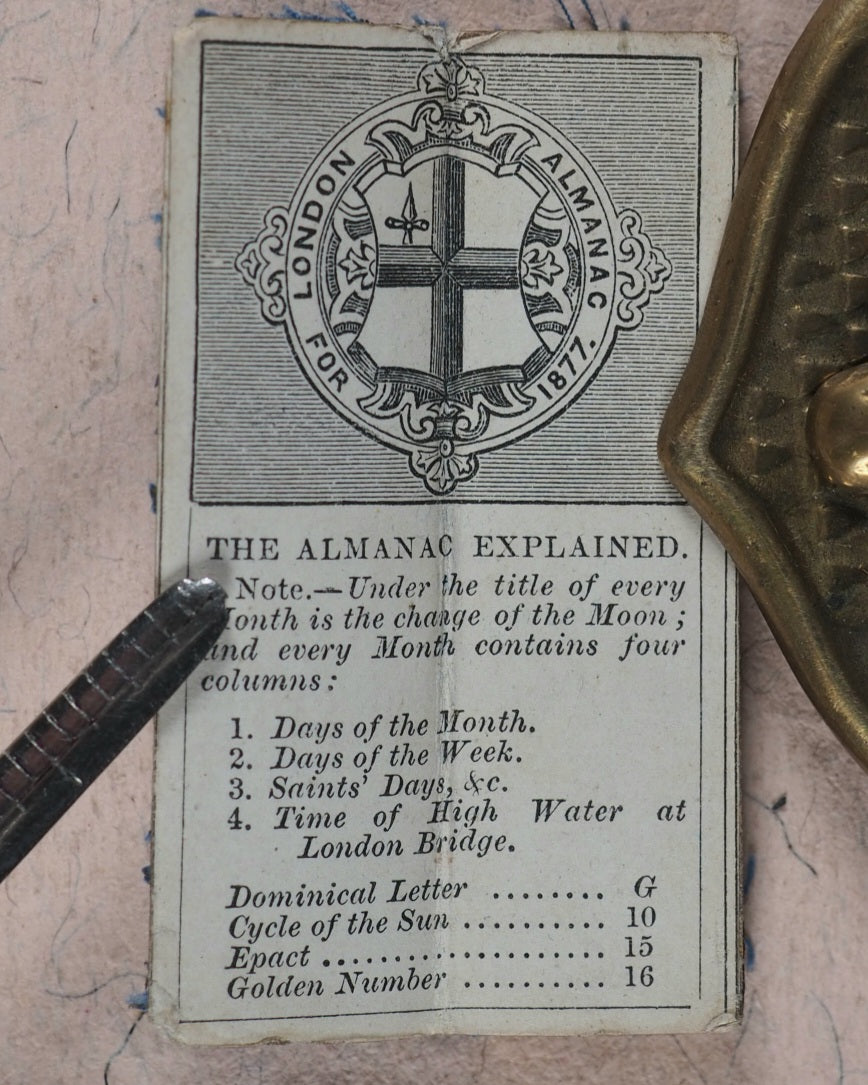 LONDON ALMANAC
FOR 1877.
THE ALMANAC EXPLAINED.
Note.—Under the title of every
Month is the change of the Moon;
and every Month contains four
columns:
1. Days of the Month.
2. Days of the Week.
3. Saints' Days, &c.
4. Time of High Water at
London Bridge.
Dominical Letter ........ G
Cycle of the Sun .......... 10
Epact .................... 15
Golden Number .......... 16